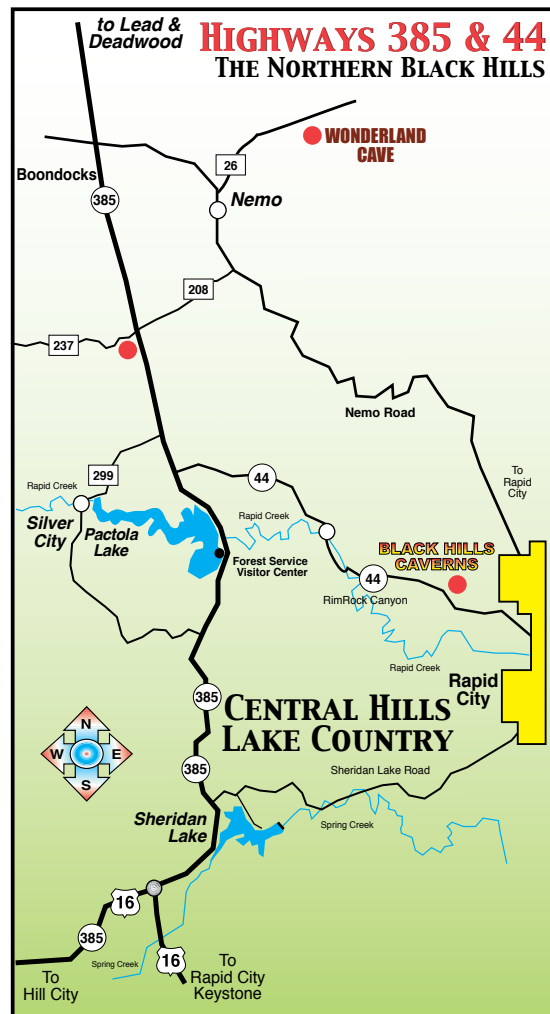 to Lead &
Deadwood
HIGHWAYS 385 & 44
THE NORTHERN BLACK HILLS
WONDERLAND
CAVE
26
Boondocks
385
Nemo
208
237
Nemo Road
To
Rapid
City
299
44
Rapid Creek
Silver
City
Pactola
Lake
Rapid Creek
Forest Service
Visitor Center
BLACK HILLS
CAVERNS
44
RimRock Canyon
Rapid Creek
Rapid
City
385
CENTRAL HILLS
LAKE COUNTRY
N
W
E
S
385
Sheridan Lake Road
Sheridan
Lake
Spring Creek
16
385
16
To
Hill City
Spring Creek
To
Rapid City
Keystone